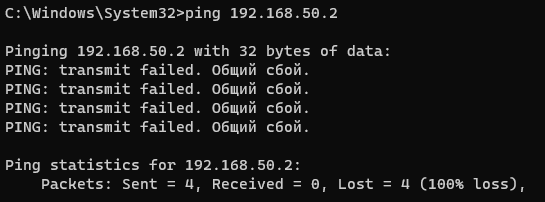 C:\Windows\System32>ping 192.168.50.2
Pinging 192.168.50.2 with 32 bytes of data:
PING: transmit failed. Общий сбой.
PING: transmit failed. Общий сбой.
PING: transmit failed. Общий сбой.
PING: transmit failed. Общий сбой.
Ping statistics for 192.168.50.2:
    Packets: Sent = 4, Received = 0, Lost = 4 (100% loss),